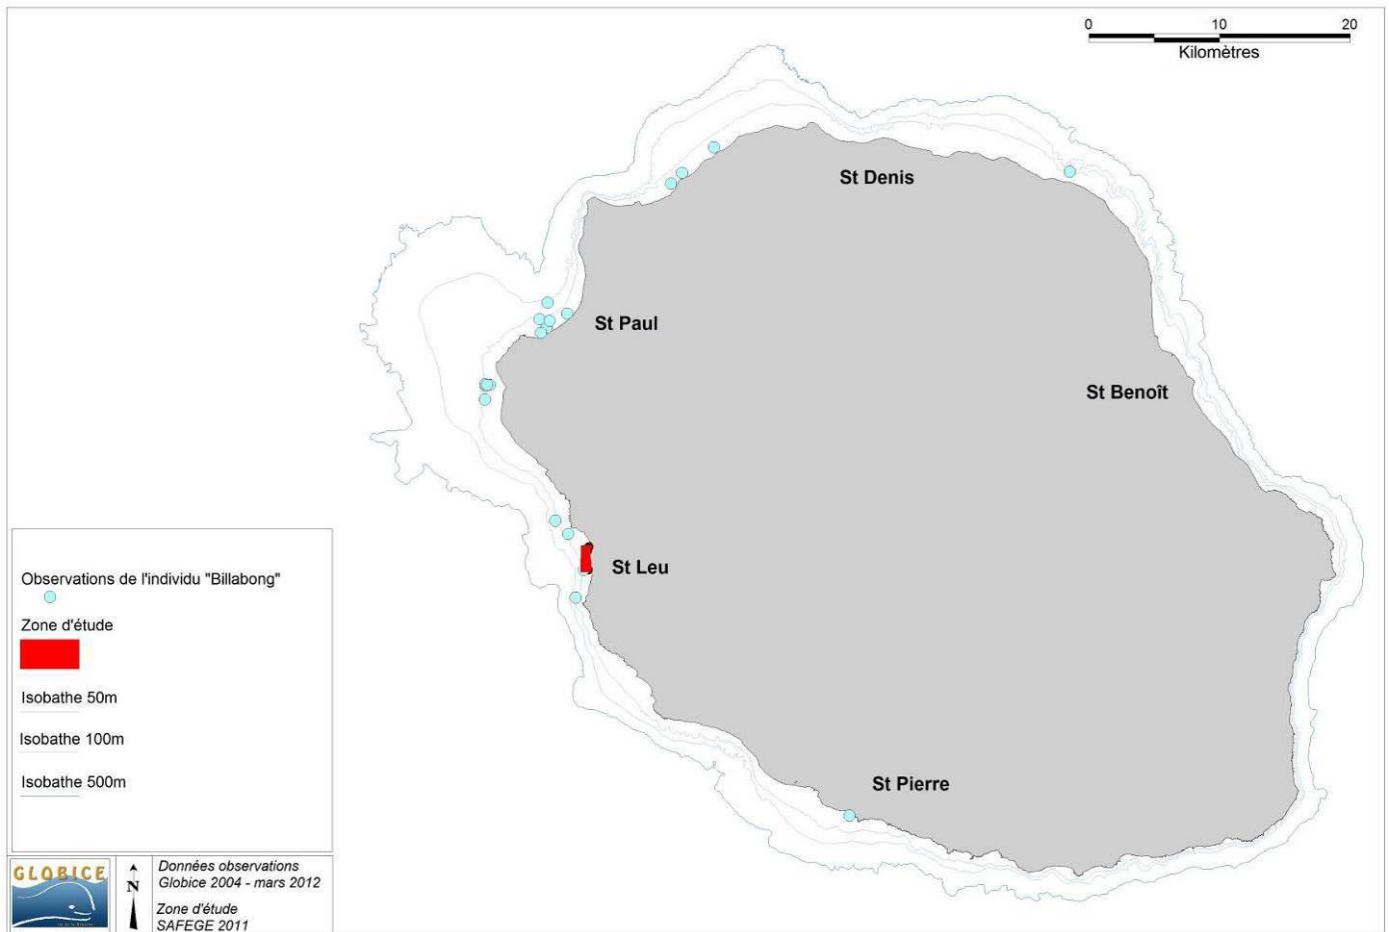 0 10 20
Kilomètres
St Denis
St Paul
St Benoît
St Leu
St Pierre
Observations de l'individu "Billabong"
Zone d'étude
Isobathe 50m
Isobathe 100m
Isobathe 500m
GLOBICE
N
Données observations
Globice 2004 - mars 2012
Zone d'étude
SAFEGE 2011